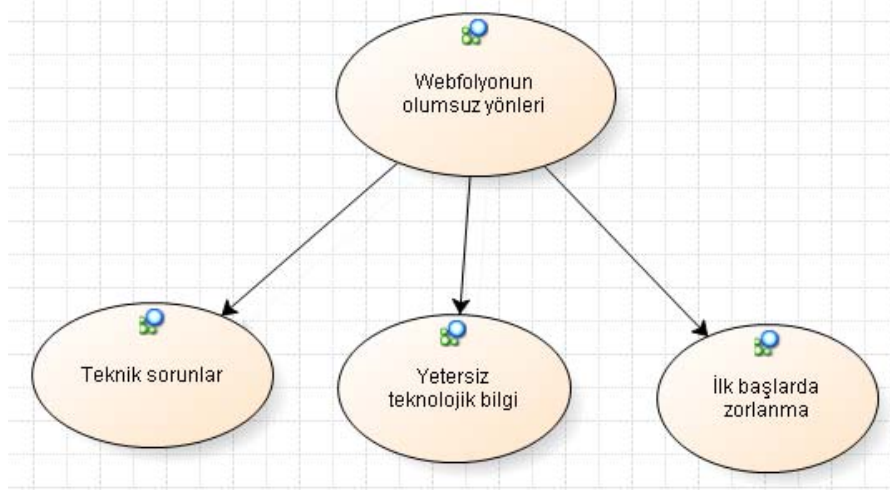 Webfolyonun
olumsuz yönleri
Teknik sorunlar
Yetersiz
teknolojik bilgi
İlk başlarda
zorlanma